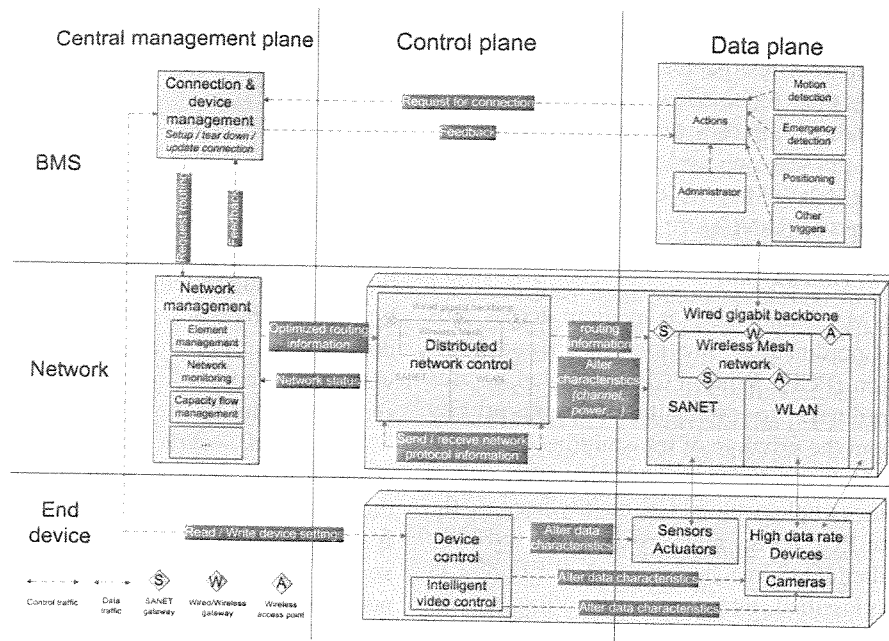 Central management plane
Control plane
Data plane
BMS
Connection &
device
management
Setup / tear down /
update connection
Request for connection
Feedback
Actions
Administrator
Motion
detection
Emergency
detection
Positioning
Other
triggers
Request routing
Feedback
Network
Network
management
Element
management
Network
monitoring
Capacity flow
management
...
Optimized routing
information
Network status
Distributed
network control
Send / receive network
protocol information
routing
information
Alter
characteristics
(channel,
power...)
Wired gigabit backbone
S
W
A
Wireless Mesh
network
S
A
SANET
WLAN
End
device
Read / Write device setting
Device
control
Intelligent
video control
Alter data
characteristics
Sensors
Actuators
High data rate
Devices
Cameras
Alter data characteristics
Alter data characteristics
Control traffic
Data
traffic
S
SANET
gateway
W
Wired/Wireless
gateway
A
Wireless
access point